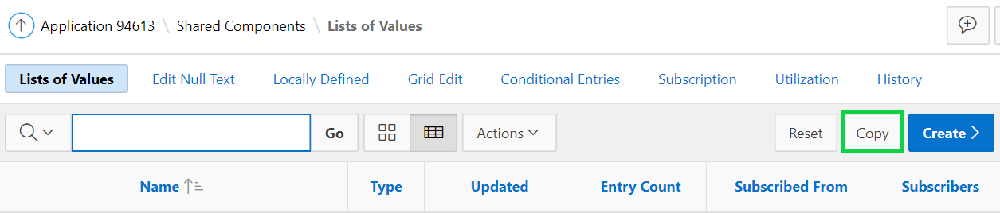 Application 94613 \ Shared Components \ Lists of Values
Lists of Values Edit Null Text Locally Defined Grid Edit Conditional Entries Subscription Utilization History
Go Actions Reset Copy Create
Name Type Updated Entry Count Subscribed From Subscribers